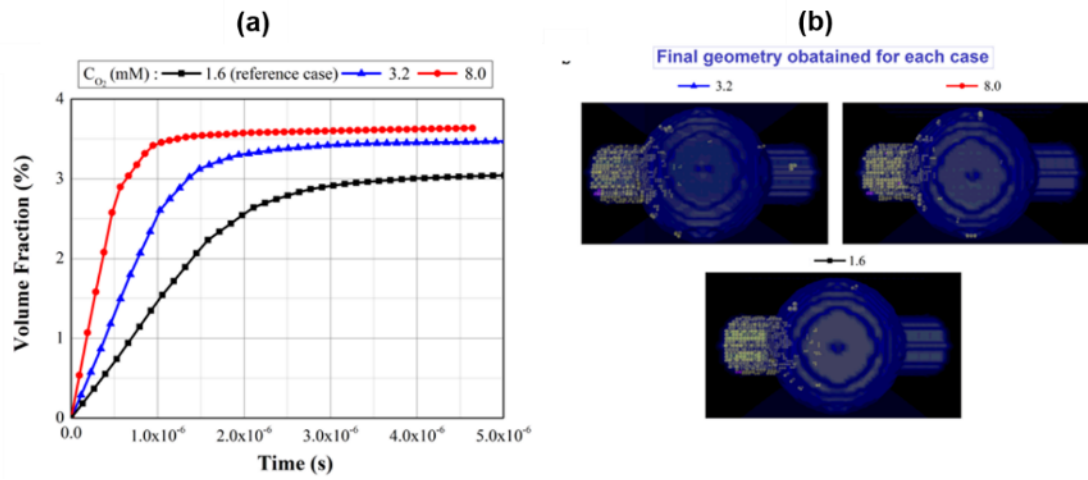 (a)
C_O2 (mM) : 1.6 (reference case) 3.2 8.0
4
3
2
1
0
Volume Fraction (%)
0.0 1.0x10^-6 2.0x10^-6 3.0x10^-6 4.0x10^-6 5.0x10^-6
Time (s)
(b)
Final geometry obatained for each case
3.2 8.0
1.6